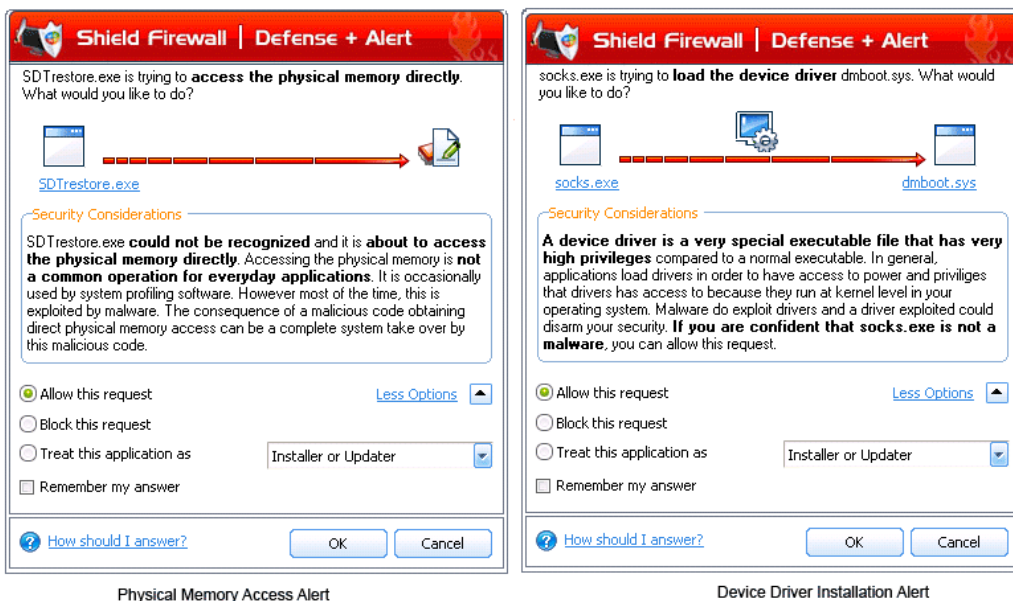 Shield Firewall | Defense + Alert
SDTrestore.exe is trying to access the physical memory directly.
What would you like to do?
SDTrestore.exe
Security Considerations
SDTrestore.exe could not be recognized and it is about to access
the physical memory directly. Accessing the physical memory is not
a common operation for everyday applications. It is occasionally
used by system profiling software. However most of the time, this is
exploited by malware. The consequence of a malicious code obtaining
direct physical memory access can be a complete system take over by
this malicious code.
Allow this request
Less Options
Block this request
Treat this application as
Installer or Updater
Remember my answer
How should I answer?
OK
Cancel
Physical Memory Access Alert
Shield Firewall | Defense + Alert
socks.exe is trying to load the device driver dmboot.sys. What would
you like to do?
socks.exe
dmboot.sys
Security Considerations
A device driver is a very special executable file that has very
high privileges compared to a normal executable. In general,
applications load drivers in order to have access to power and priviliges
that drivers has access to because they run at kernel level in your
operating system. Malware do exploit drivers and a driver exploited could
disarm your security. If you are confident that socks.exe is not a
malware, you can allow this request.
Allow this request
Less Options
Block this request
Treat this application as
Installer or Updater
Remember my answer
How should I answer?
OK
Cancel
Device Driver Installation Alert